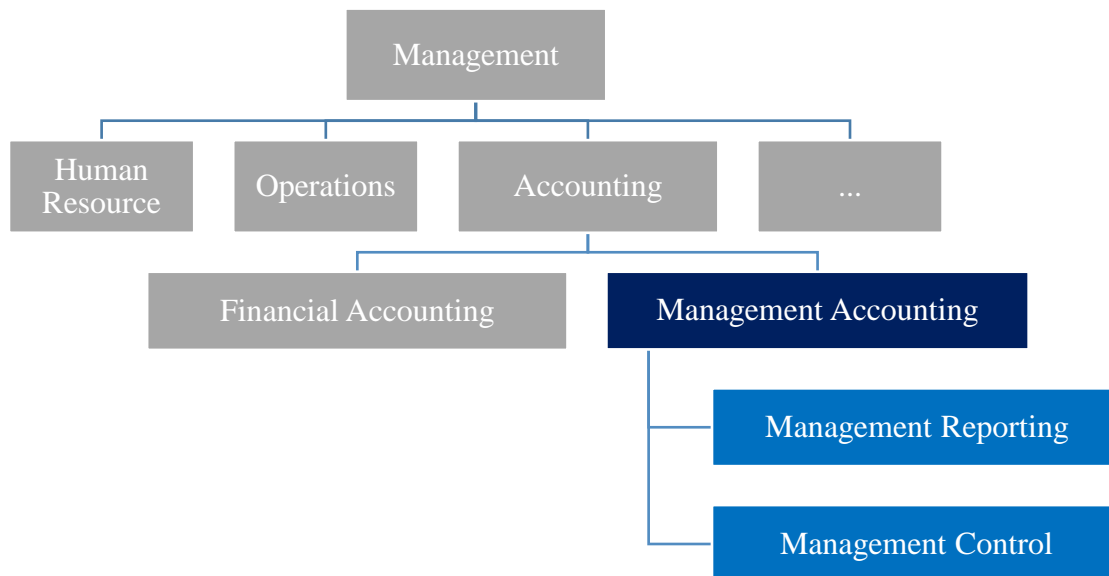 Management
Human
Resource
Operations
Accounting
...
Financial Accounting
Management Accounting
Management Reporting
Management Control